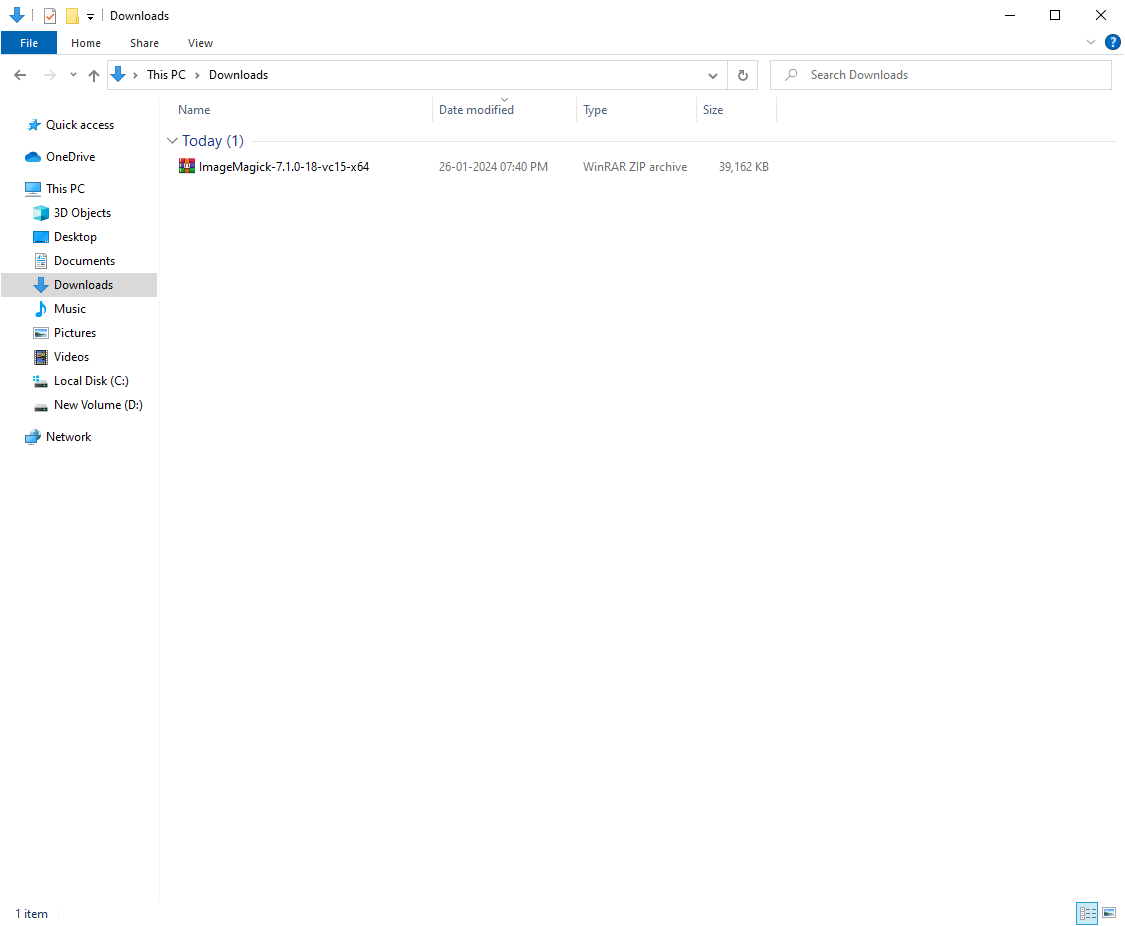 Downloads
File Home Share View
This PC Downloads Search Downloads
Name Date modified Type Size
Quick access
Today (1)
OneDrive
ImageMagick-7.1.0-18-vc15-x64 26-01-2024 07:40 PM WinRAR ZIP archive 39,162 KB
This PC
3D Objects
Desktop
Documents
Downloads
Music
Pictures
Videos
Local Disk (C:)
New Volume (D:)
Network
1 item